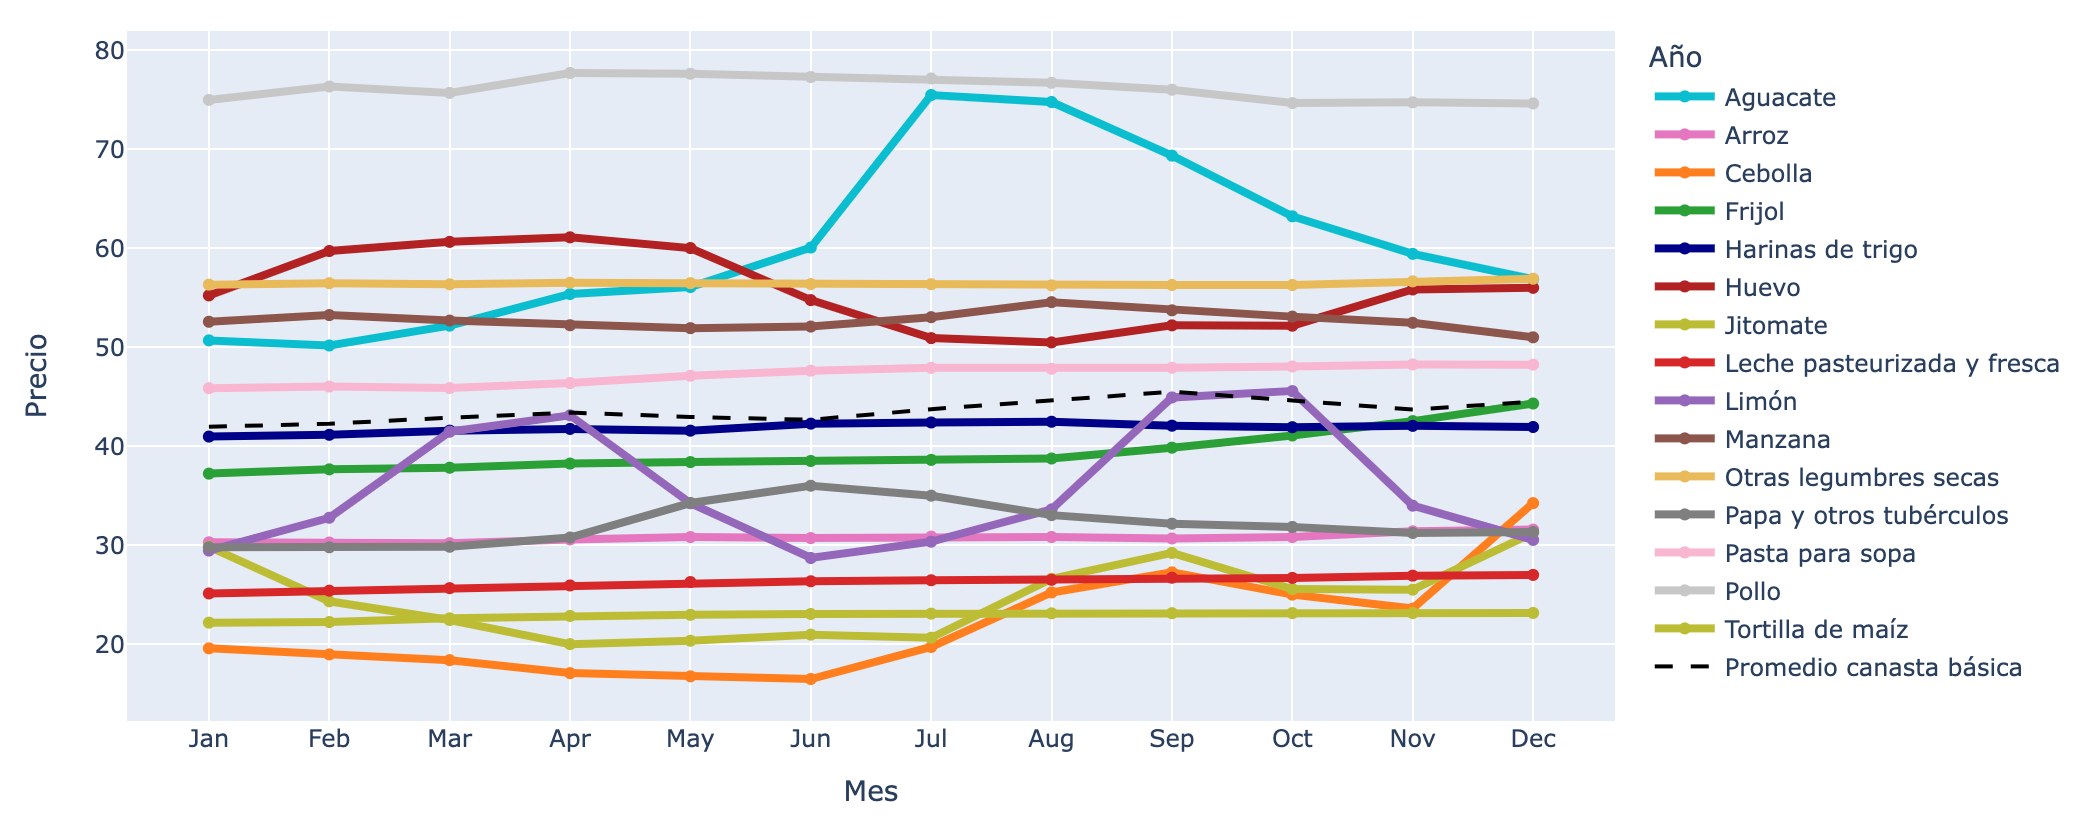 80
70
60
50
40
30
20
Precio
Jan Feb Mar Apr May Jun Jul Aug Sep Oct Nov Dec
Mes
Año
Aguacate
Arroz
Cebolla
Frijol
Harinas de trigo
Huevo
Jitomate
Leche pasteurizada y fresca
Limón
Manzana
Otras legumbres secas
Papa y otros tubérculos
Pasta para sopa
Pollo
Tortilla de maíz
Promedio canasta básica